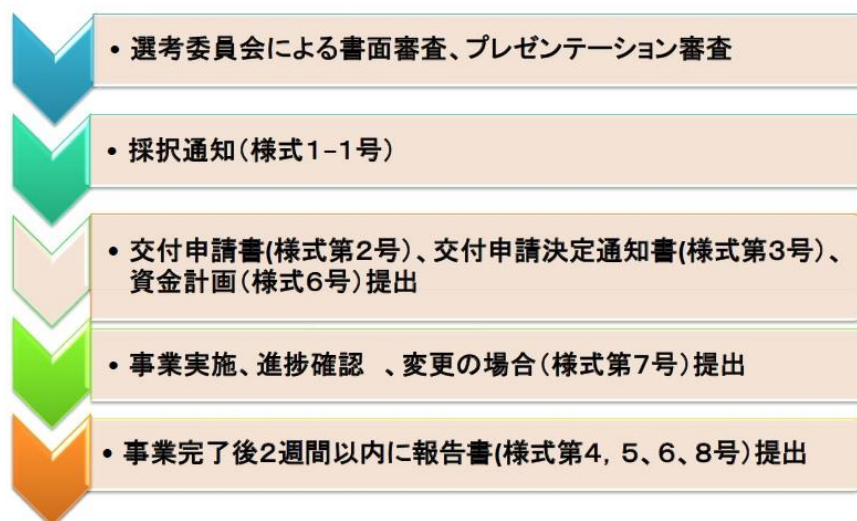 • 選考委員会による書面審査、プレゼンテーション審査
• 採択通知(様式1-1号)
• 交付申請書(様式第2号)、交付申請決定通知書(様式第3号)、
資金計画(様式6号)提出
• 事業実施、進捗確認　、変更の場合(様式第7号)提出
• 事業完了後2週間以内に報告書(様式第4,5、6、8号)提出